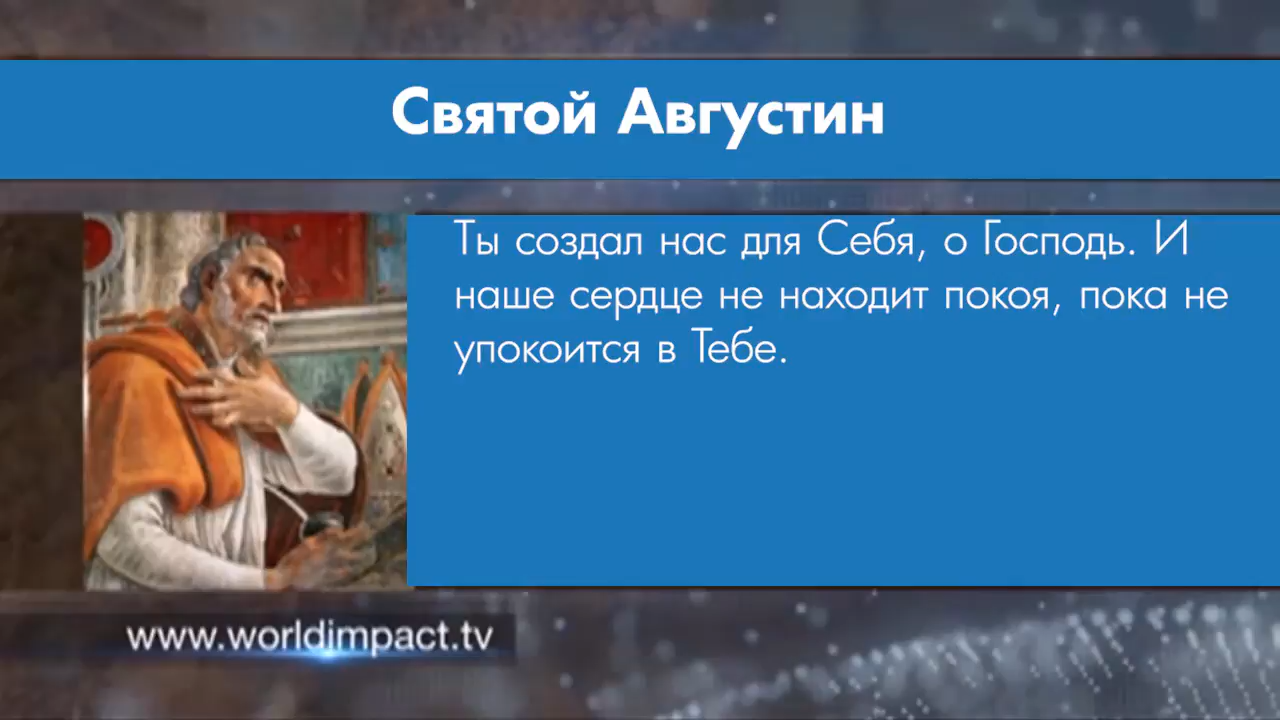 Святой Августин
Ты создал нас для Себя, о Господь. И
наше сердце не находит покоя, пока не
упокоится в Тебе.
www.worldimpact.tv